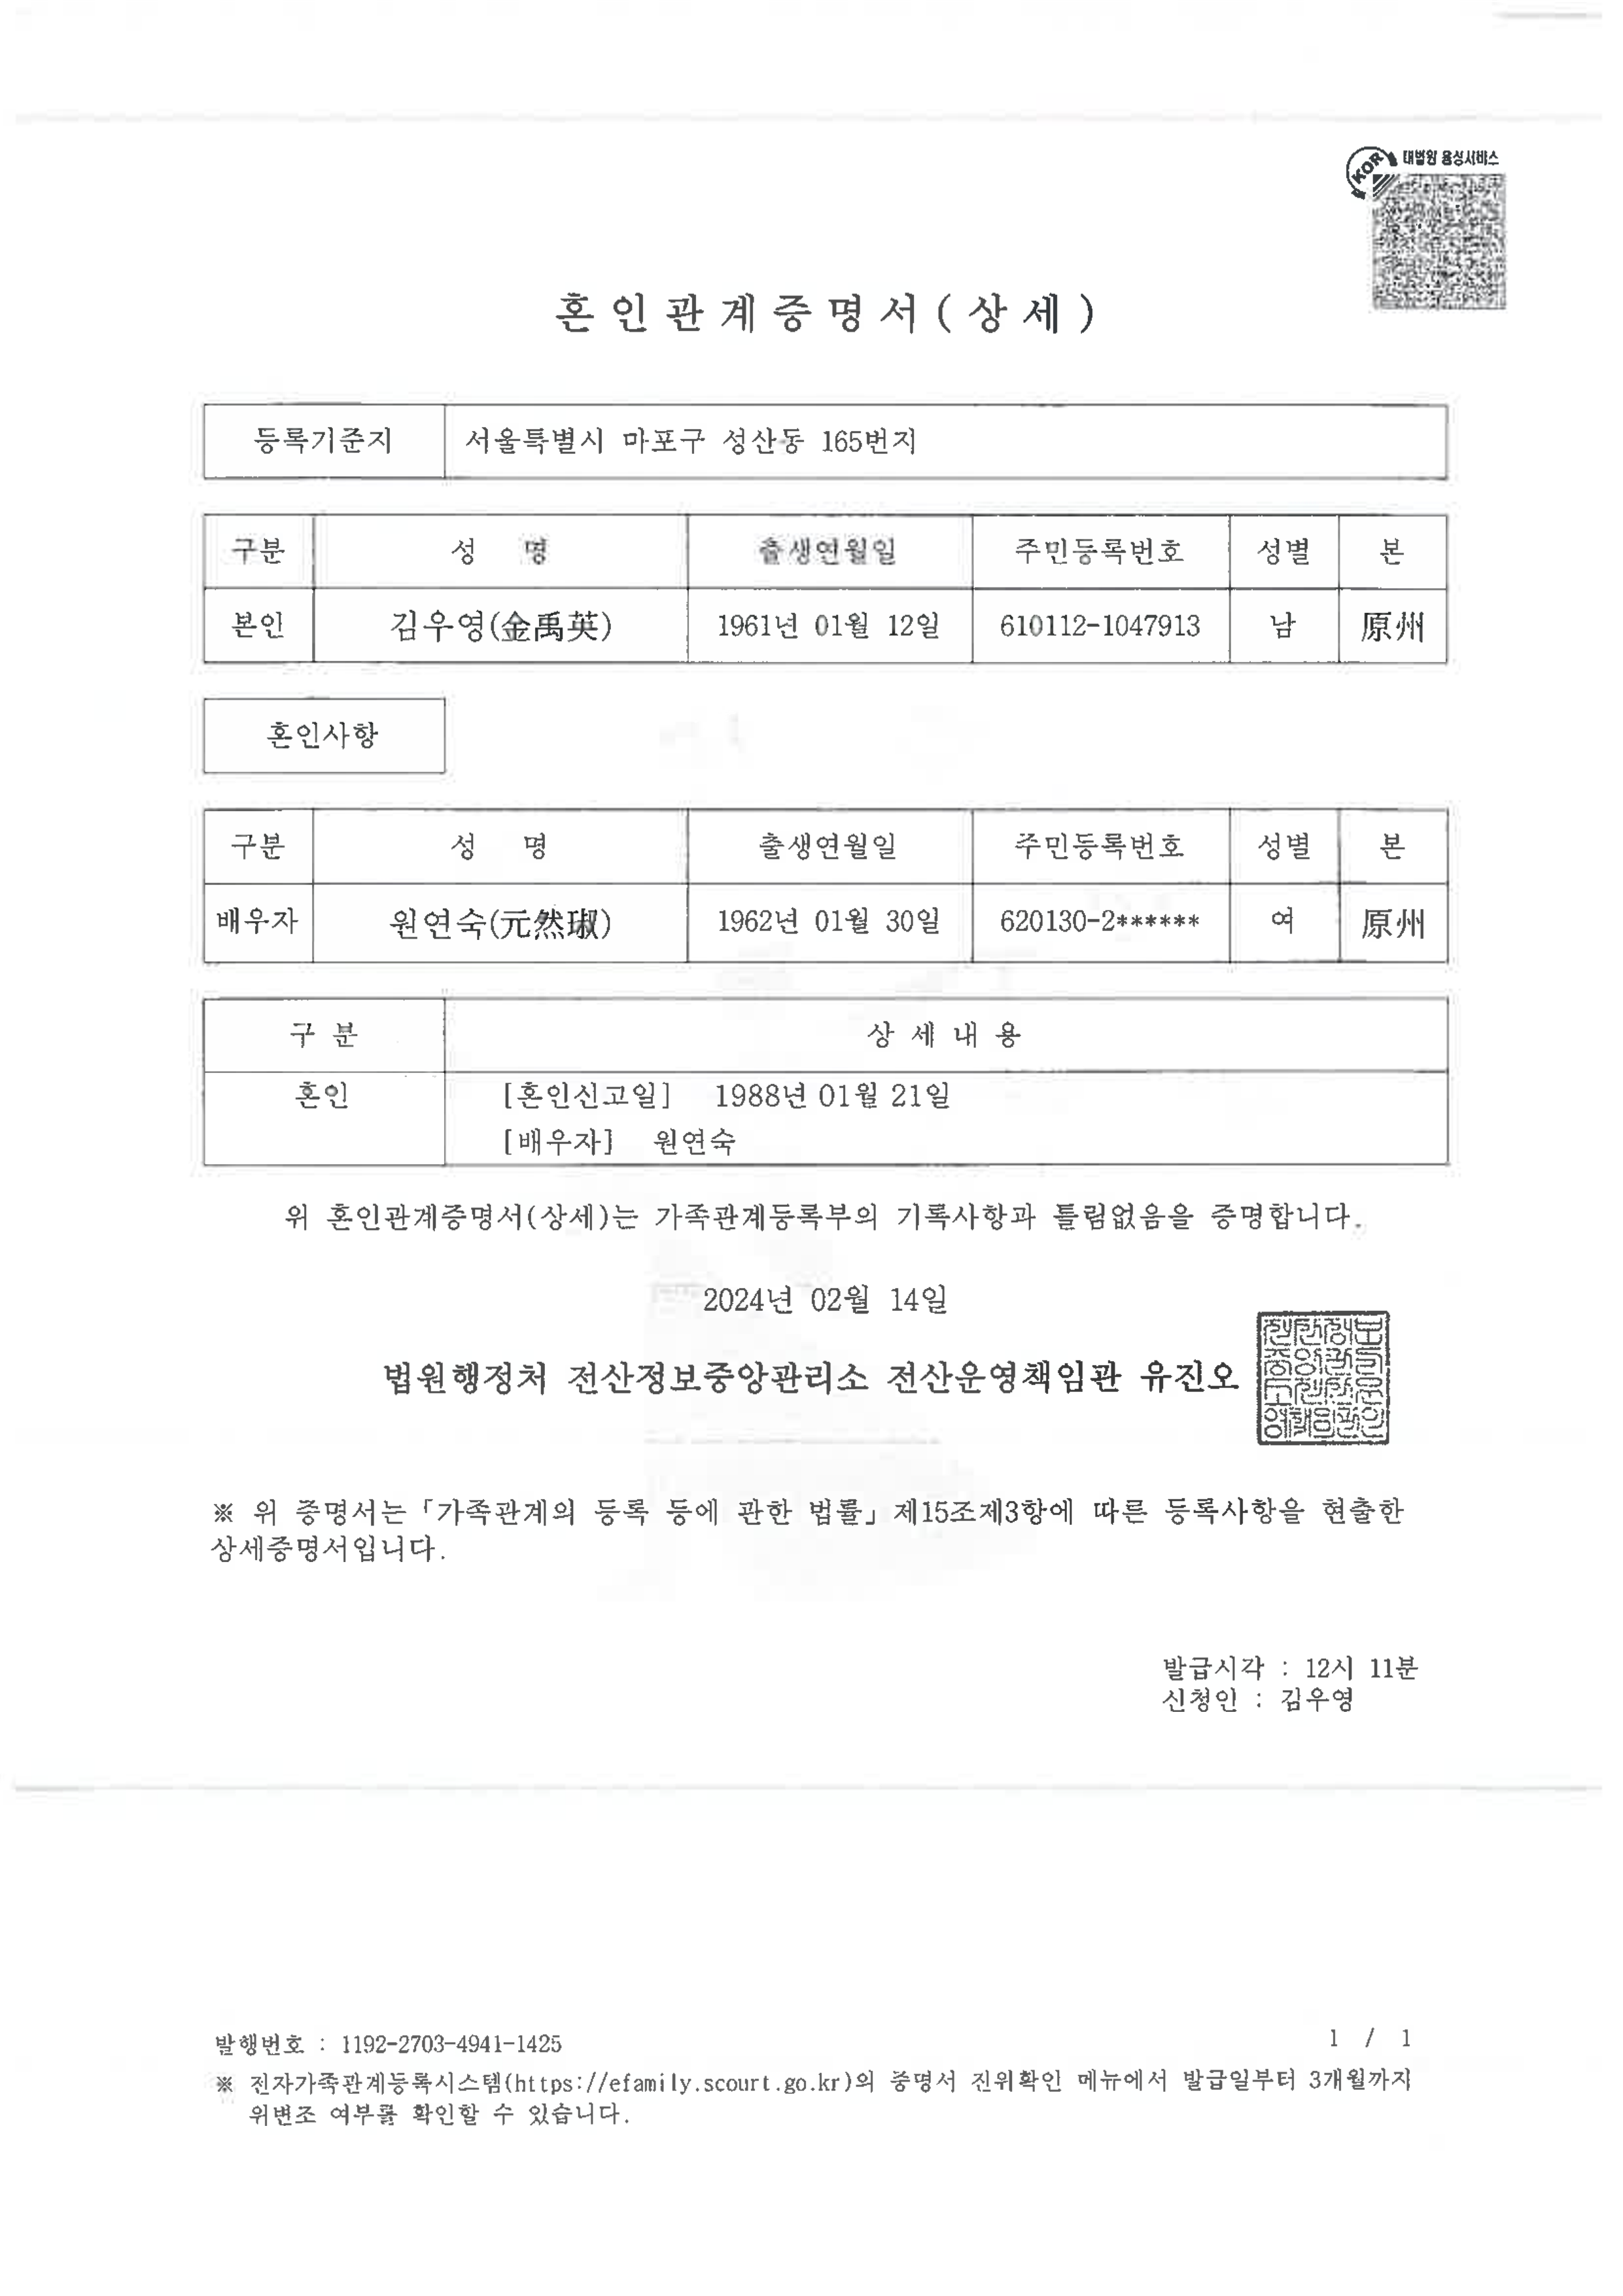 KOR 대법원 음성서비스
혼인관계증명서(상세)
등록기준지 서울특별시 마포구 성산동 165번지
구분 성 명 출생연월일 주민등록번호 성별 본
본인 김우영(金禹英) 1961년 01월 12일 610112-1047913 남 原州
혼인사항
구분 성 명 출생연월일 주민등록번호 성별 본
배우자 원연숙(元然琡) 1962년 01월 30일 620130-2****** 여 原州
구 분 상 세 내 용
혼인 [혼인신고일] 1988년 01월 21일
[배우자] 원연숙
위 혼인관계증명서(상세)는 가족관계등록부의 기록사항과 틀림없음을 증명합니다.
2024년 02월 14일
법원행정처 전산정보중앙관리소 전산운영책임관 유진오
전산정보
중앙관리
소전산운
영책임관인
※ 위 증명서는「가족관계의 등록 등에 관한 법률」제15조제3항에 따른 등록사항을 현출한
상세증명서입니다.
발급시각 : 12시 11분
신청인 : 김우영
발행번호 : 1192-2703-4941-1425 1 / 1
※ 전자가족관계등록시스템(https://efamily.scourt.go.kr)의 증명서 진위확인 메뉴에서 발급일부터 3개월까지
위변조 여부를 확인할 수 있습니다.